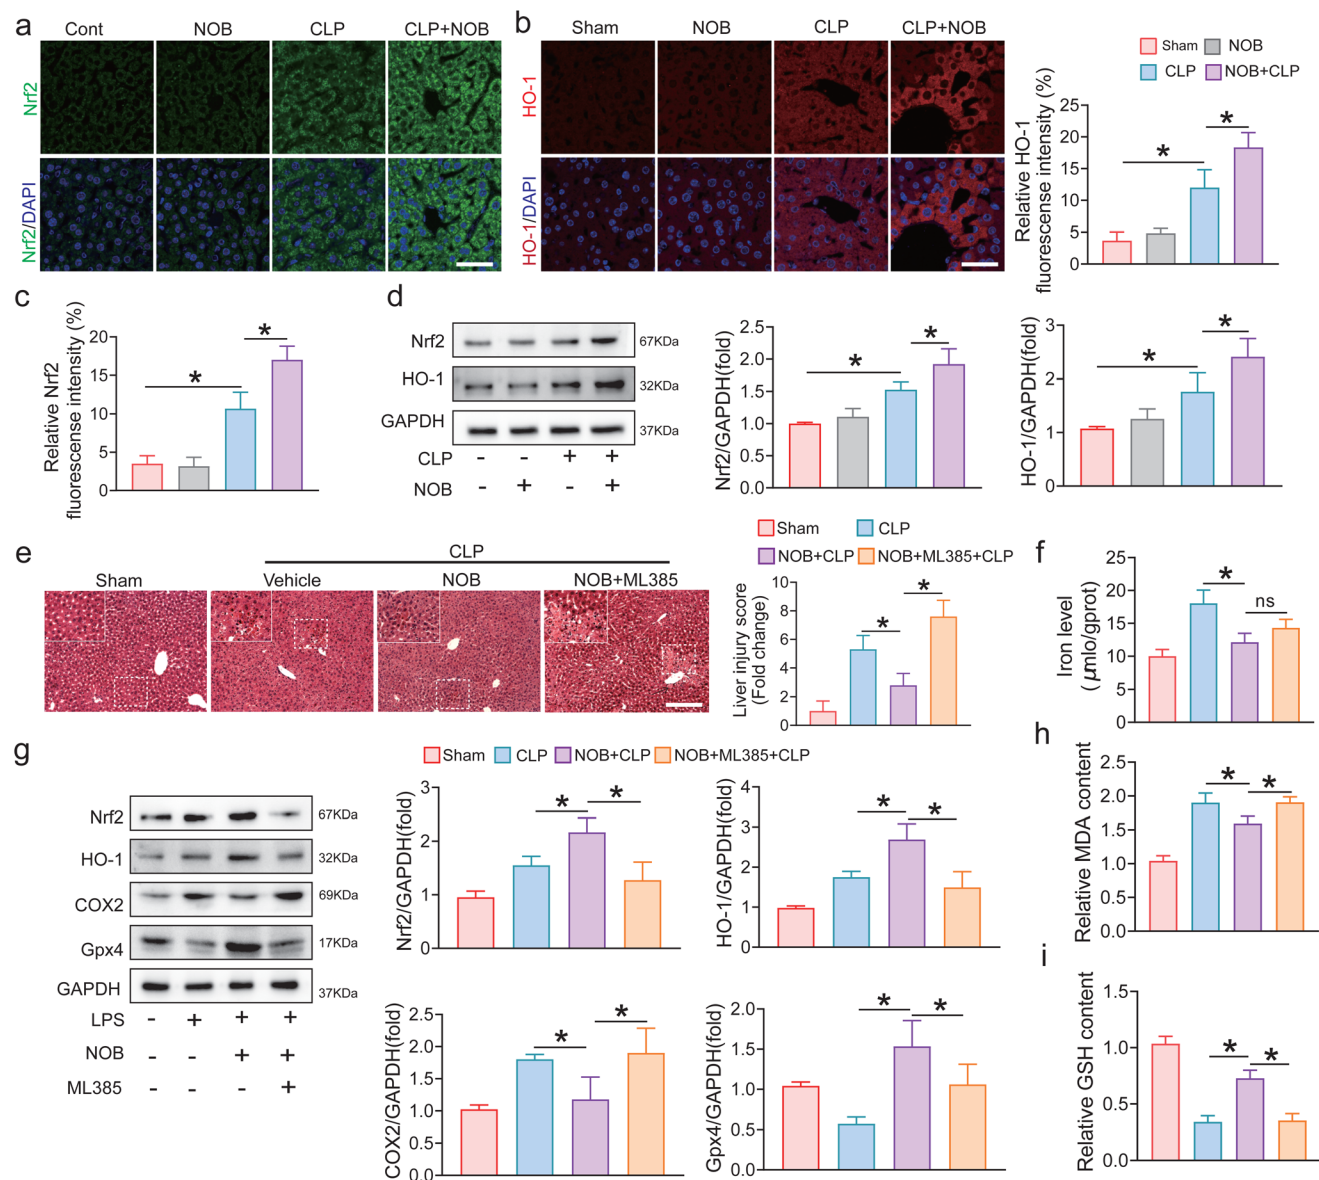 a
Cont NOB CLP CLP+NOB
Nrf2
Nrf2/DAPI
b
Sham NOB CLP CLP+NOB
HO-1
HO-1/DAPI
Sham NOB
CLP NOB+CLP
Relative HO-1
fluorescense intensity (%)
25
20
15
10
5
0
*
*
c
Relative Nrf2
fluorescense intensity (%)
20
15
10
5
0
*
*
d
Nrf2 67KDa
HO-1 32KDa
GAPDH 37KDa
CLP - - + +
NOB - + - +
Nrf2/GAPDH(fold)
2.5
2.0
1.5
1.0
0.5
0.0
*
*
HO-1/GAPDH(fold)
3
2
1
0
*
*
e
CLP
Sham Vehicle NOB NOB+ML385
Sham CLP
NOB+CLP NOB+ML385+CLP
Liver injury score
(Fold change)
10
8
6
4
2
0
*
*
f
Iron level
(μmlo/gprot)
25
20
15
10
5
0
*
ns
g
Nrf2 67KDa
HO-1 32KDa
COX2 69KDa
Gpx4 17KDa
GAPDH 37KDa
LPS - + + +
NOB - - + +
ML385 - - - +
Sham CLP NOB+CLP NOB+ML385+CLP
Nrf2/GAPDH(fold)
3
2
1
0
* *
HO-1/GAPDH(fold)
4
3
2
1
0
* *
COX2/GAPDH(fold)
2.5
2.0
1.5
1.0
0.5
0.0
* *
Gpx4/GAPDH(fold)
2.0
1.5
1.0
0.5
0.0
* *
h
Relative MDA content
2.5
2.0
1.5
1.0
0.5
0.0
* *
i
Relative GSH content
1.5
1.0
0.5
0.0
* *